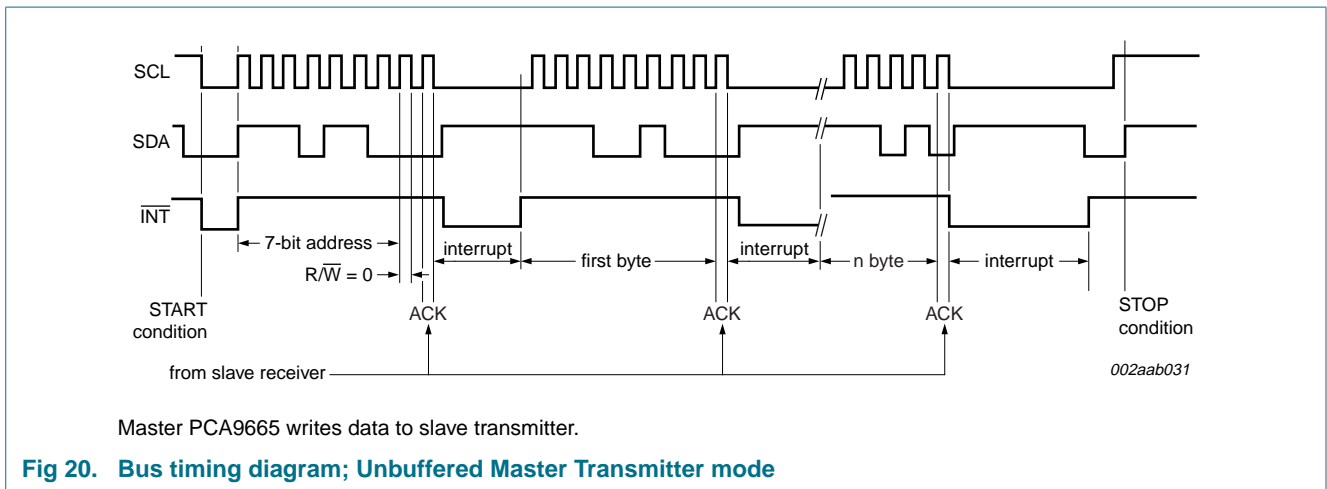 SCL
SDA
INT
7-bit address
interrupt
first byte
interrupt
n byte
interrupt
R/W = 0
START
condition
ACK
ACK
ACK
STOP
condition
from slave receiver
002aab031
Master PCA9665 writes data to slave transmitter.
Fig 20. Bus timing diagram; Unbuffered Master Transmitter mode